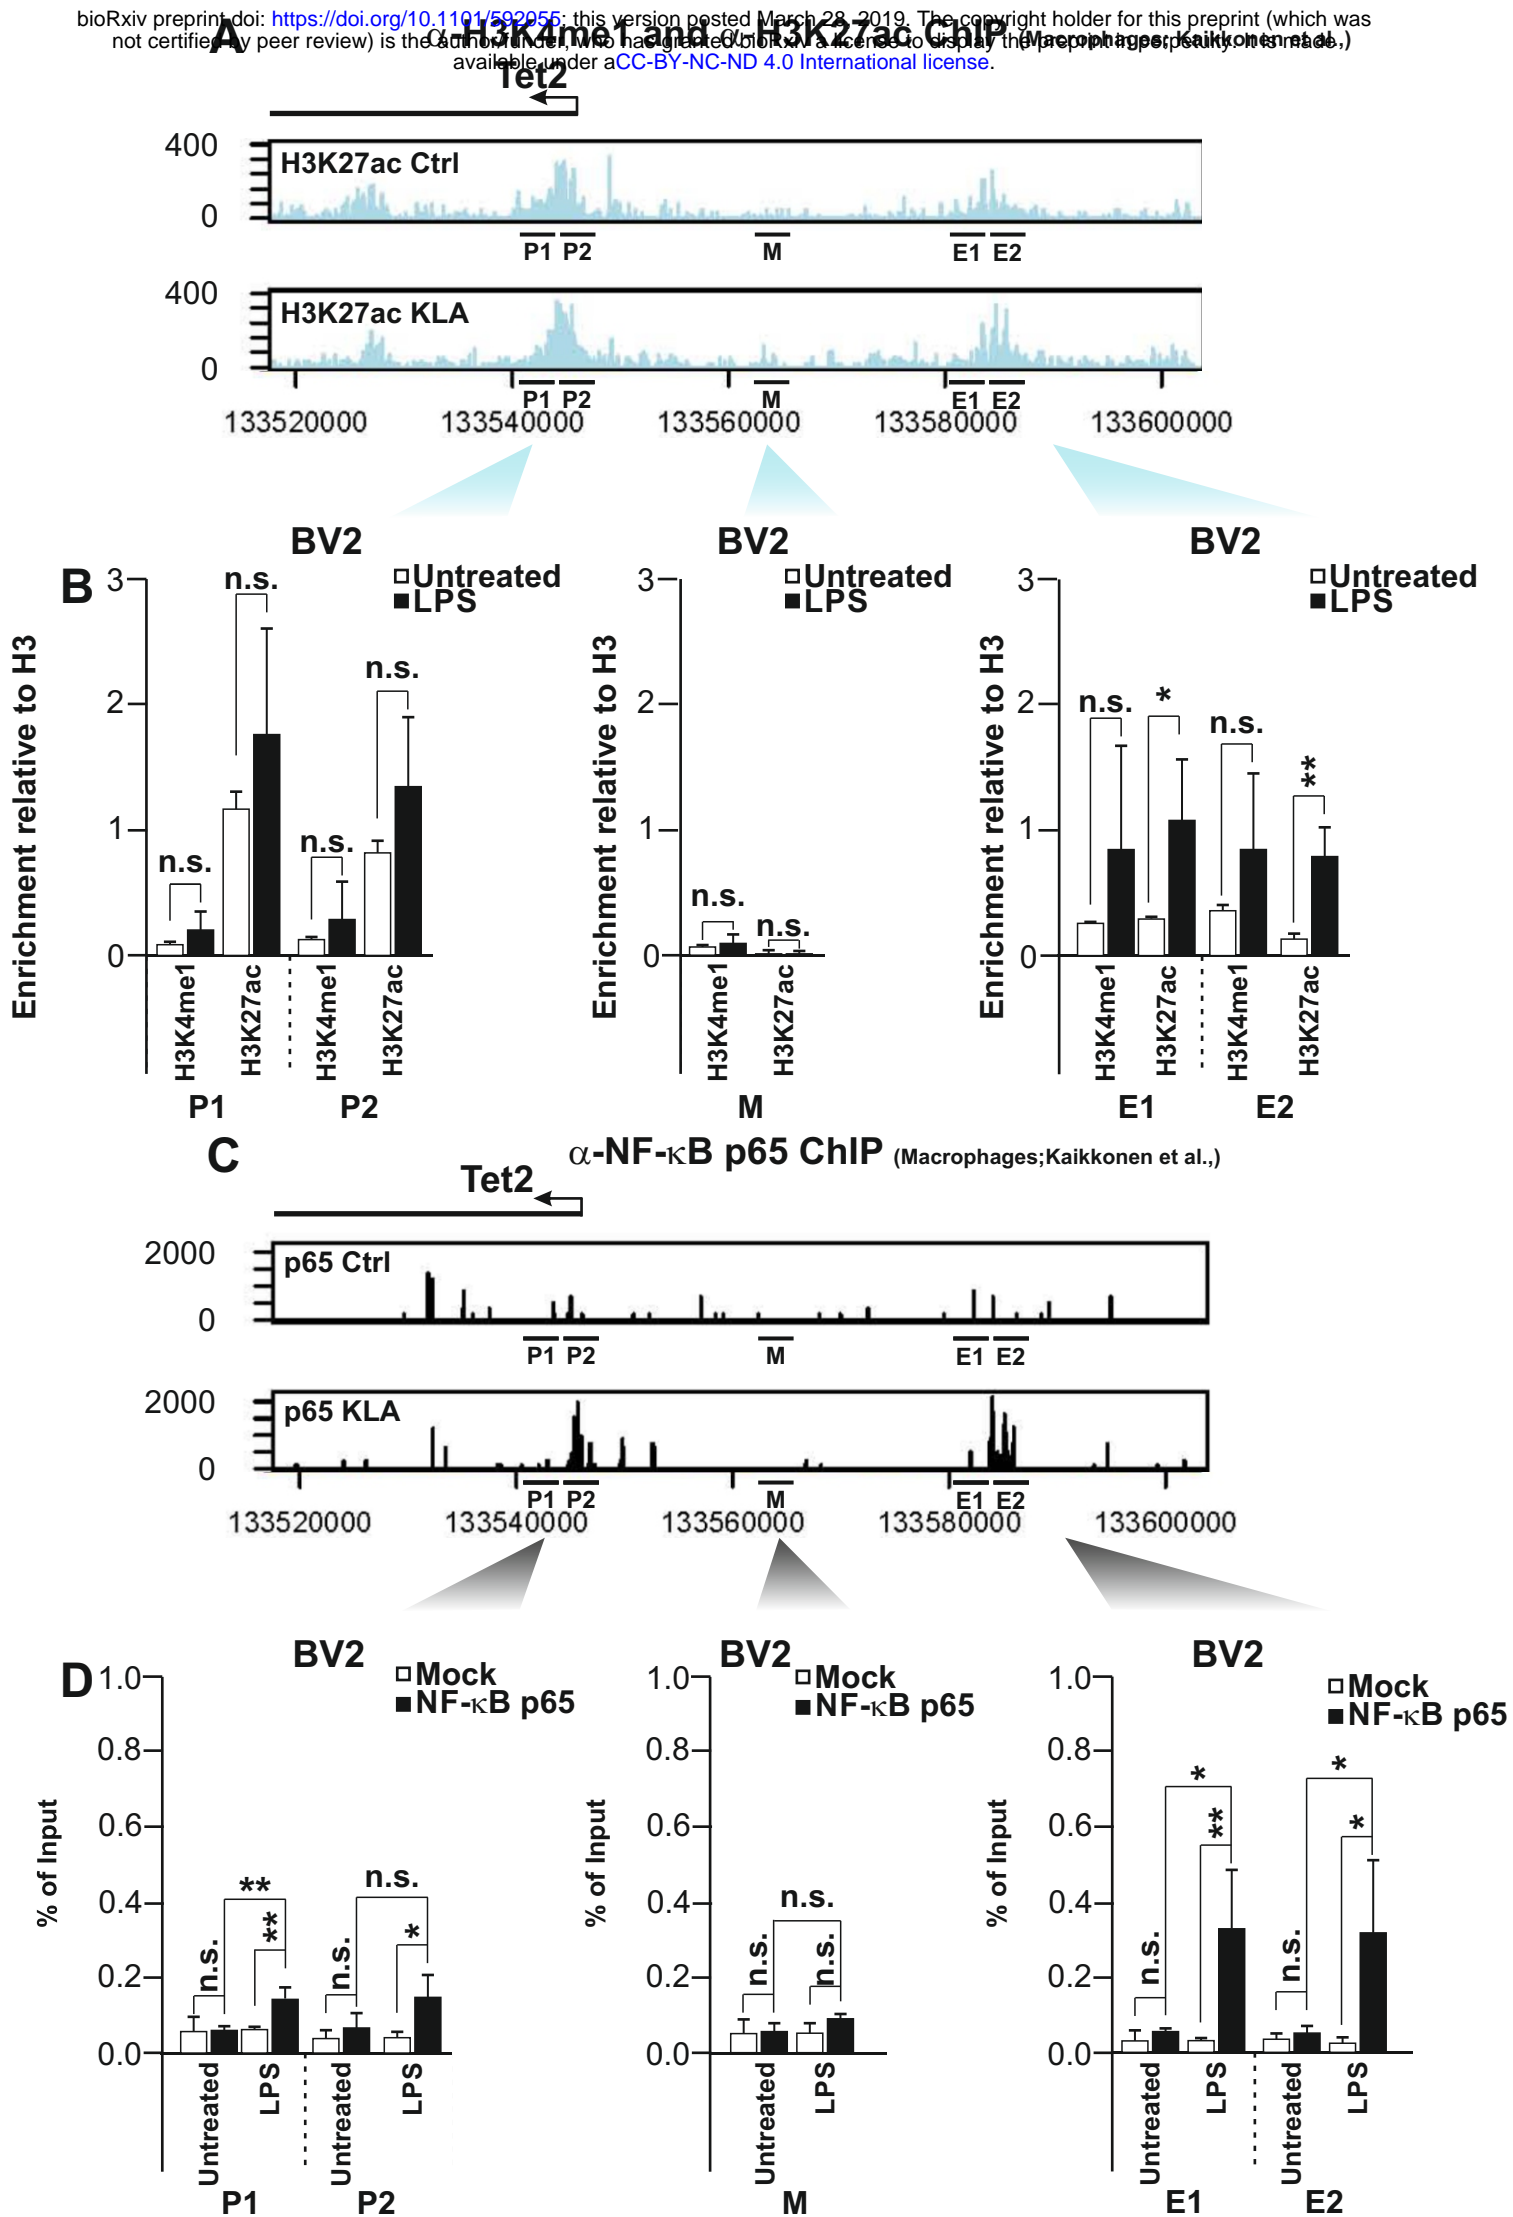 bioRxiv preprint doi: https://doi.org/10.1101/592055; this version posted March 28, 2019. The copyright holder for this preprint (which was
not certified by peer review) is the author/funder, who has granted bioRxiv a license to display the preprint in perpetuity. It is made
available under aCC-BY-NC-ND 4.0 International license.
A
α-H3K4me1 and α-H3K27ac ChIP (Macrophages; Kaikkonen et al.,)
Tet2
400
0
H3K27ac Ctrl
P1 P2 M E1 E2
400
0
H3K27ac KLA
P1 P2 M E1 E2
133520000 133540000 133560000 133580000 133600000
B
BV2
Untreated
LPS
Enrichment relative to H3
3
2
1
0
n.s.
n.s.
n.s.
n.s.
H3K4me1 H3K27ac H3K4me1 H3K27ac
P1 P2
BV2
Untreated
LPS
Enrichment relative to H3
3
2
1
0
n.s.
n.s.
H3K4me1 H3K27ac
M
BV2
Untreated
LPS
Enrichment relative to H3
3
2
1
0
n.s.
*
n.s.
**
H3K4me1 H3K27ac H3K4me1 H3K27ac
E1 E2
C
α-NF-κB p65 ChIP (Macrophages;Kaikkonen et al.,)
Tet2
2000
0
p65 Ctrl
P1 P2 M E1 E2
2000
0
p65 KLA
P1 P2 M E1 E2
133520000 133540000 133560000 133580000 133600000
D
BV2
Mock
NF-κB p65
% of Input
1.0
0.8
0.6
0.4
0.2
0.0
n.s.
**
**
n.s.
n.s.
*
Untreated LPS Untreated LPS
P1 P2
BV2
Mock
NF-κB p65
% of Input
1.0
0.8
0.6
0.4
0.2
0.0
n.s.
n.s.
n.s.
Untreated LPS
M
BV2
Mock
NF-κB p65
% of Input
1.0
0.8
0.6
0.4
0.2
0.0
n.s.
*
**
n.s.
*
*
Untreated LPS Untreated LPS
E1 E2